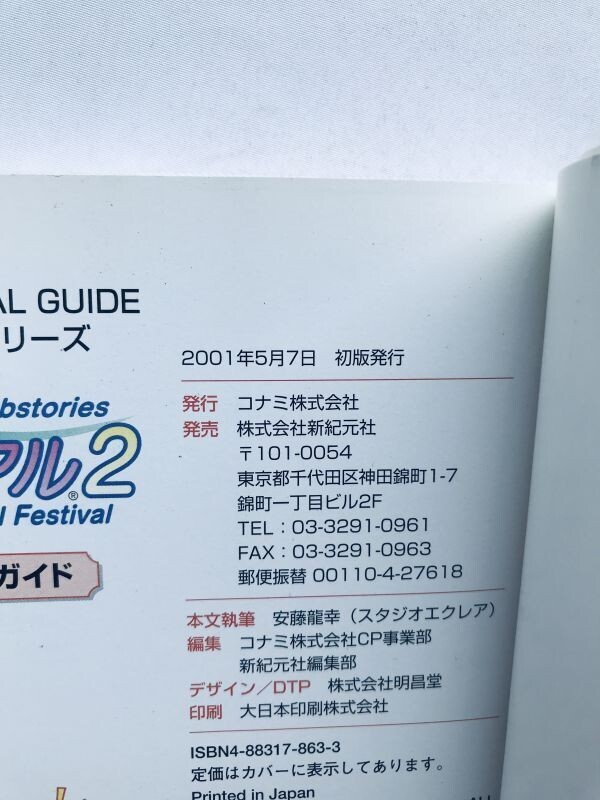 AL GUIDE
リーズ
bstories
アル®2
l Festival
ガイド
2001年5月7日 初版発行
発行 コナミ株式会社
発売 株式会社新紀元社
〒101-0054
東京都千代田区神田錦町1-7
錦町一丁目ビル2F
TEL：03-3291-0961
FAX：03-3291-0963
郵便振替 00110-4-27618
本文執筆 安藤龍幸（スタジオエクレア）
編集 コナミ株式会社CP事業部
新紀元社編集部
デザイン／DTP 株式会社明昌堂
印刷 大日本印刷株式会社
ISBN4-88317-863-3
定価はカバーに表示してあります。
Printed in Japan